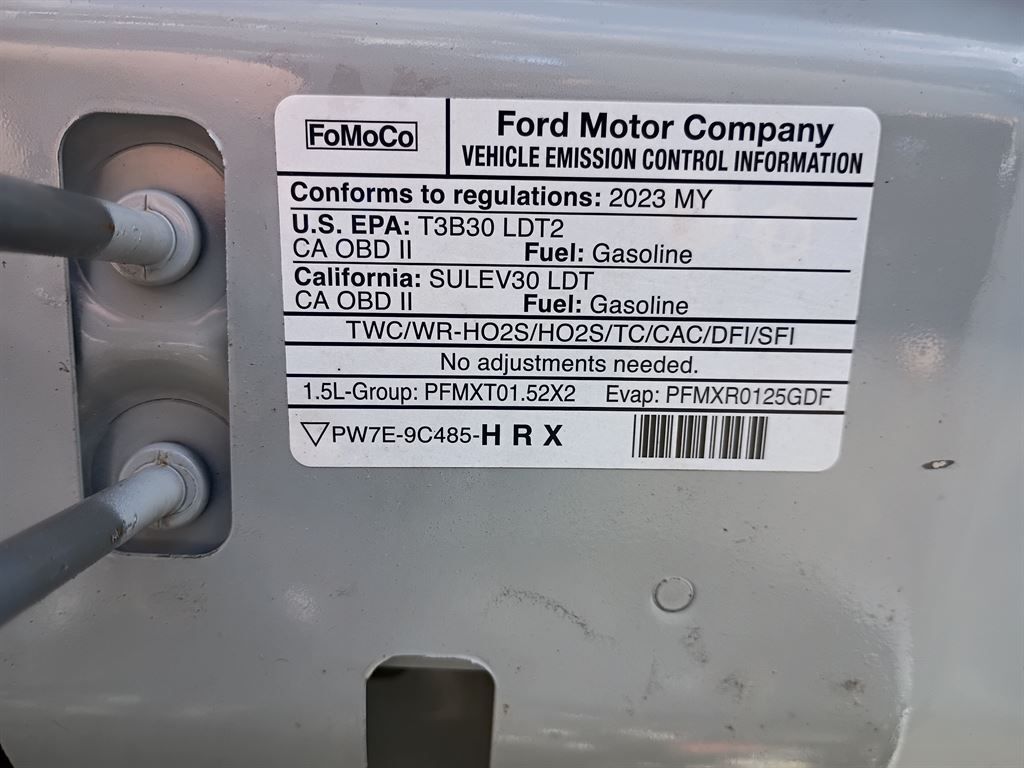 FoMoCo
Ford Motor Company
VEHICLE EMISSION CONTROL INFORMATION
Conforms to regulations: 2023 MY
U.S. EPA: T3B30 LDT2
CA OBD II Fuel: Gasoline
California: SULEV30 LDT
CA OBD II Fuel: Gasoline
TWC/WR-HO2S/HO2S/TC/CAC/DFI/SFI
No adjustments needed.
1.5L-Group: PFMXT01.52X2 Evap: PFMXR0125GDF
▽PW7E-9C485-HRX